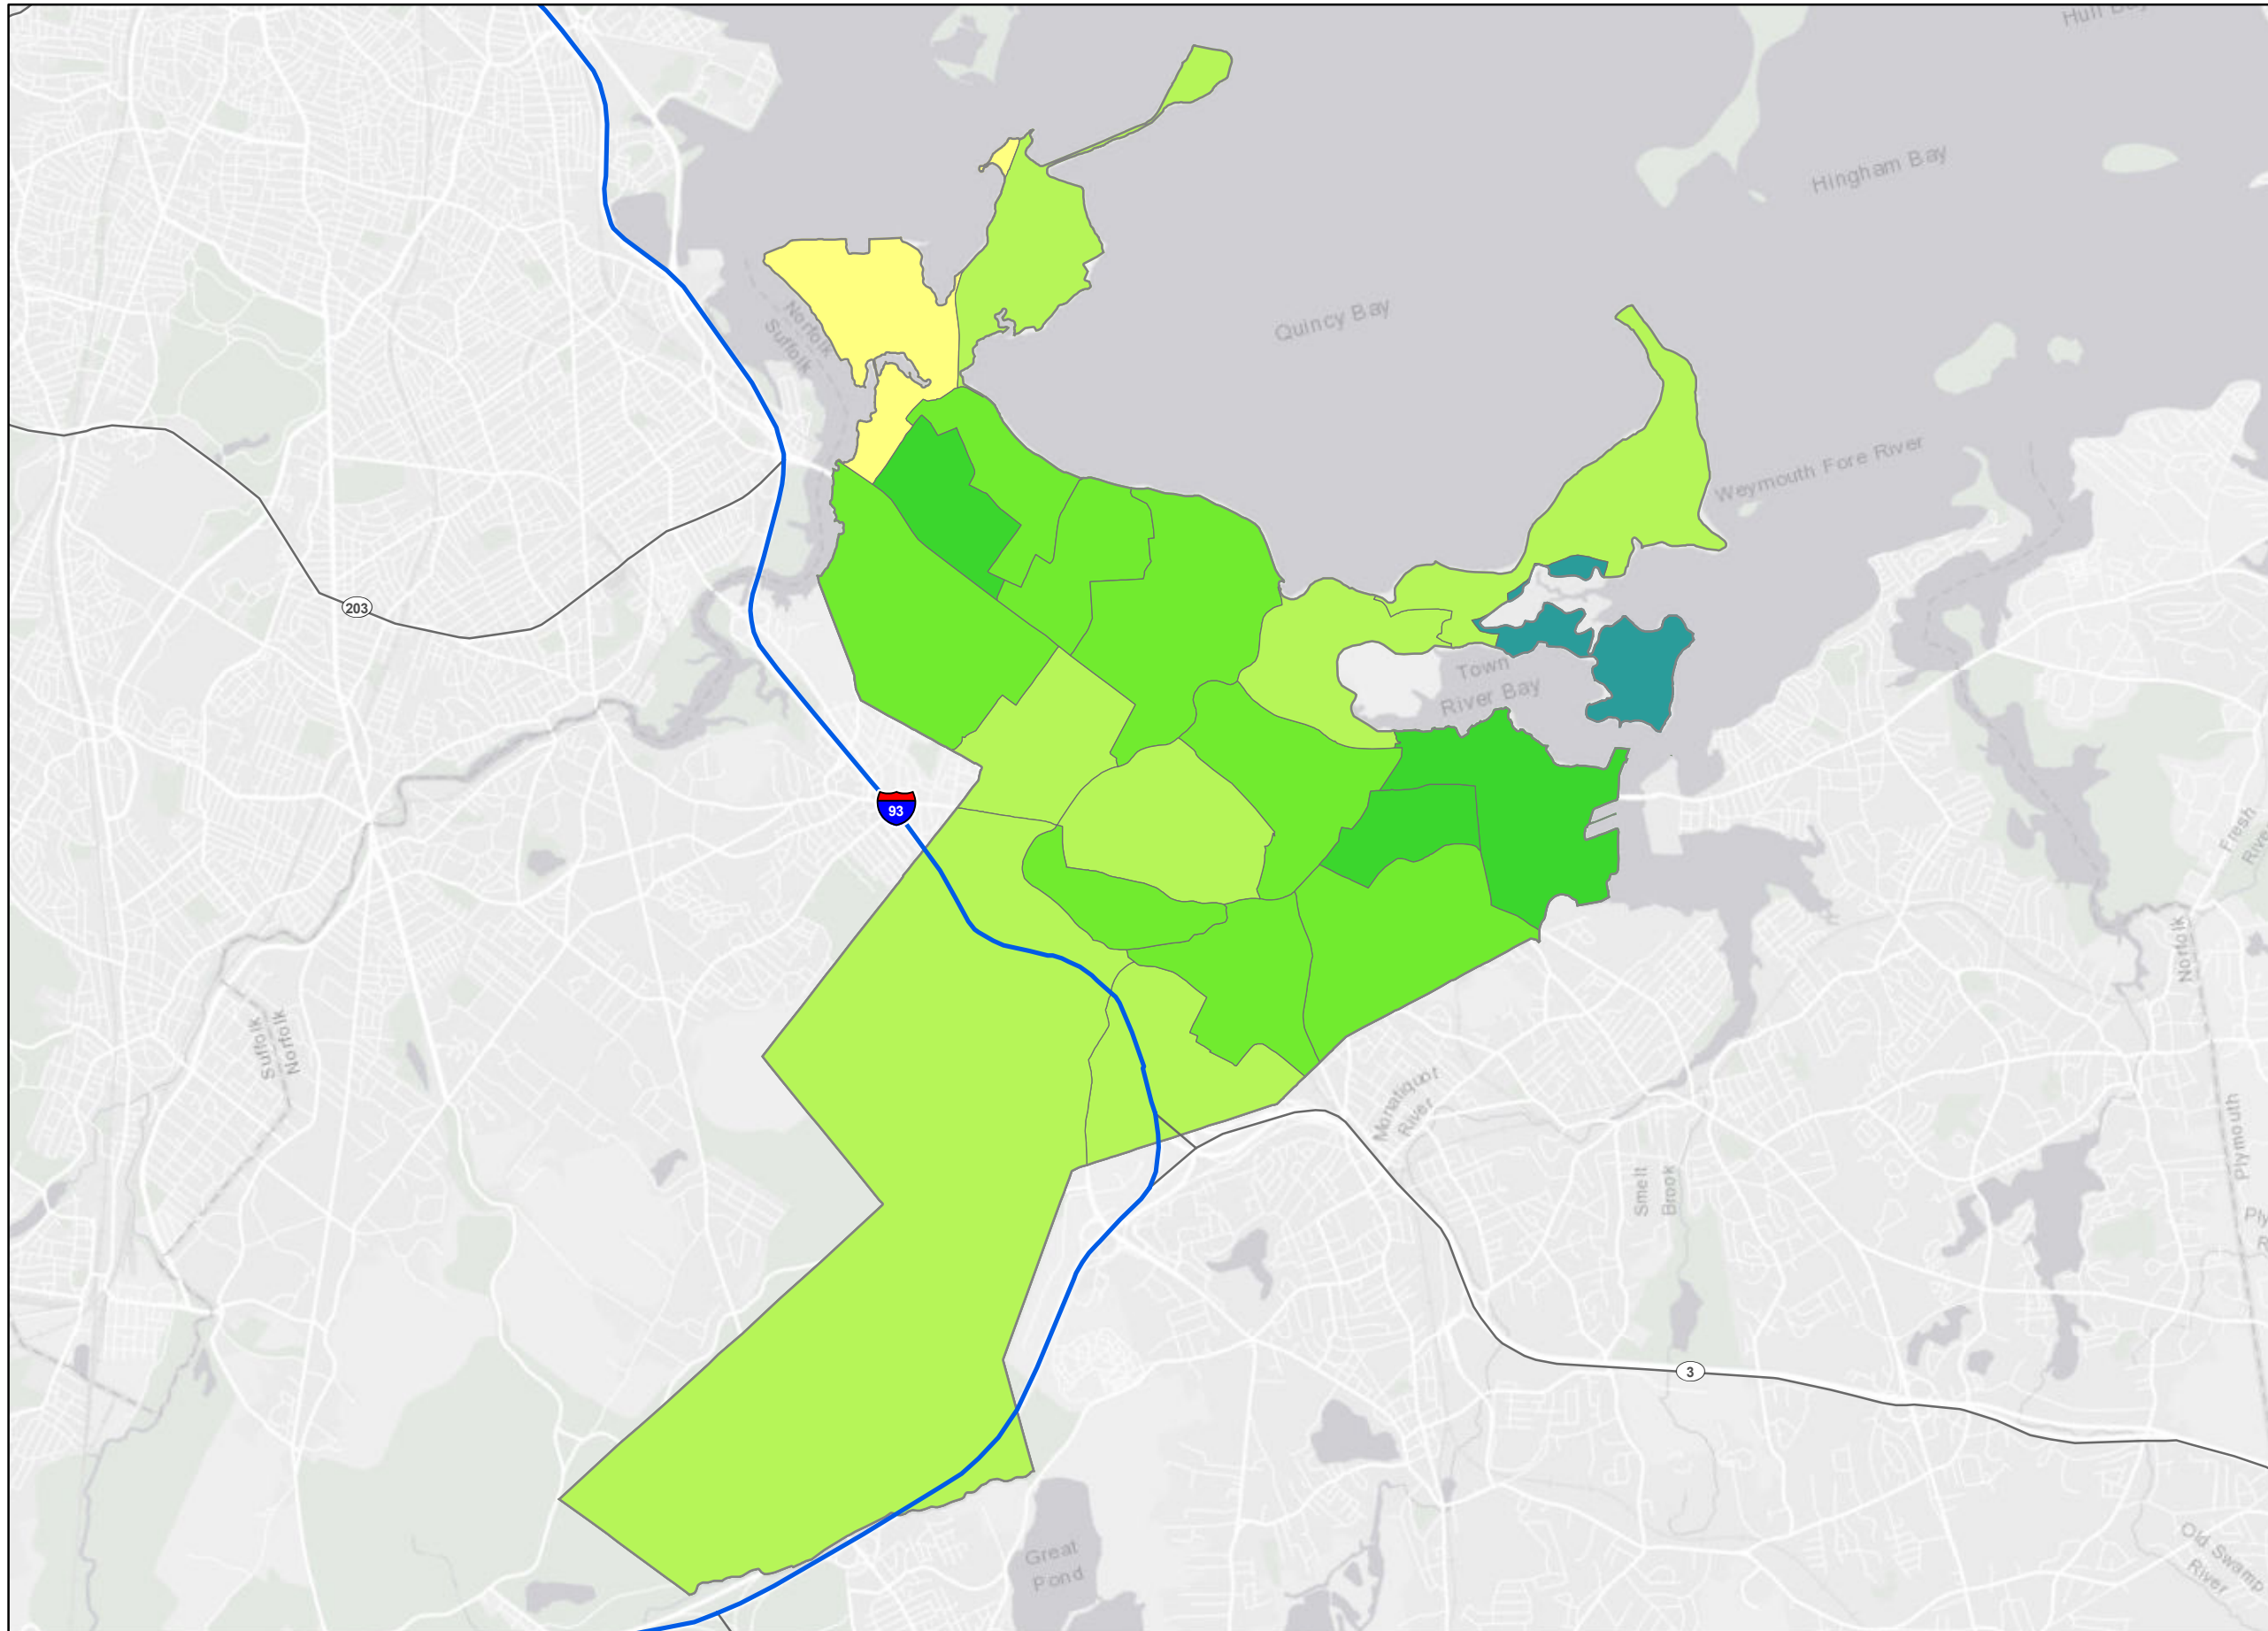 Hull Bay
Hingham Bay
Quincy Bay
Norfolk
Suffolk
Weymouth Fore River
203
Town
River Bay
93
Fresh
River
Norfolk
Suffolk
Norfolk
Monatiquot
River
Smelt
Brook
Plymouth
Ply
R
3
Great
Pond
Old Swamp
River